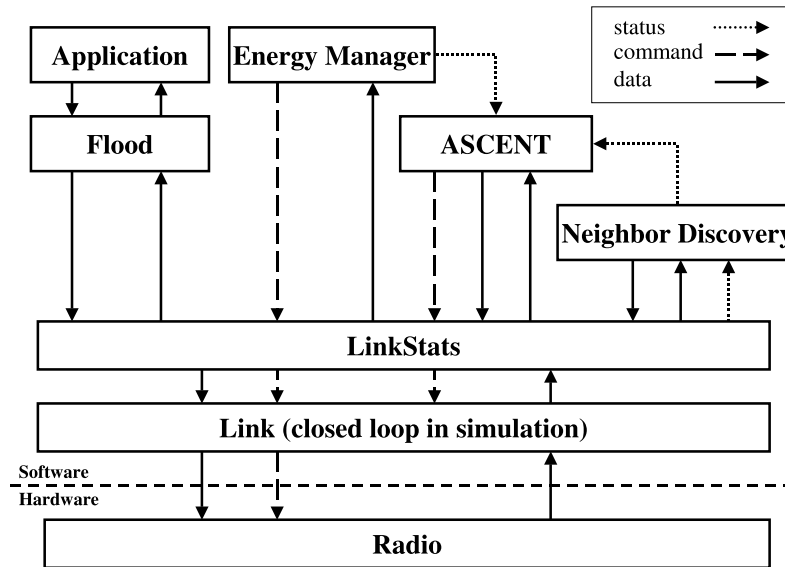 status
command
data
Application
Energy Manager
Flood
ASCENT
Neighbor Discovery
LinkStats
Link (closed loop in simulation)
Software
Hardware
Radio